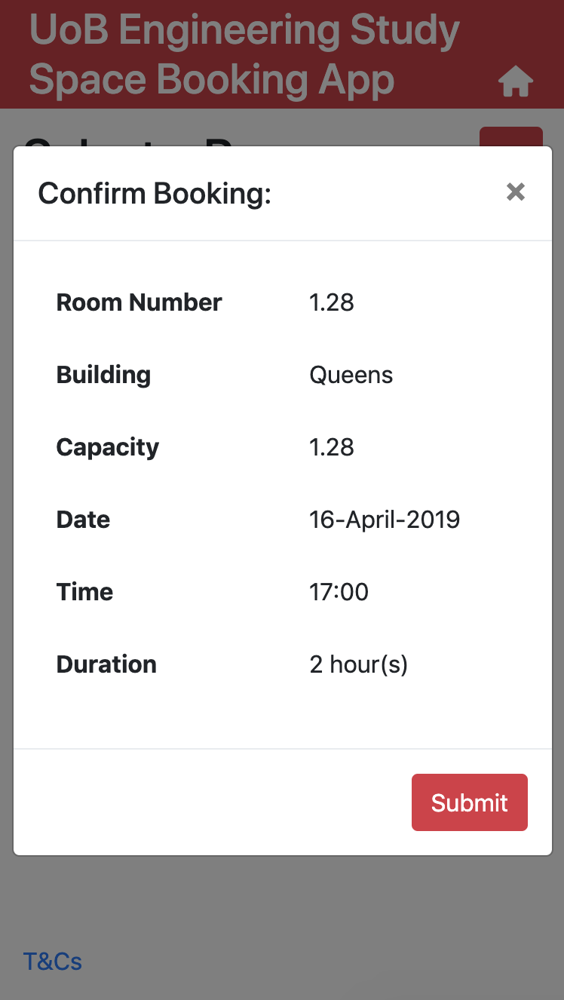 UoB Engineering Study
Space Booking App
Confirm Booking:
×
Room Number 1.28
Building Queens
Capacity 1.28
Date 16-April-2019
Time 17:00
Duration 2 hour(s)
Submit
T&Cs